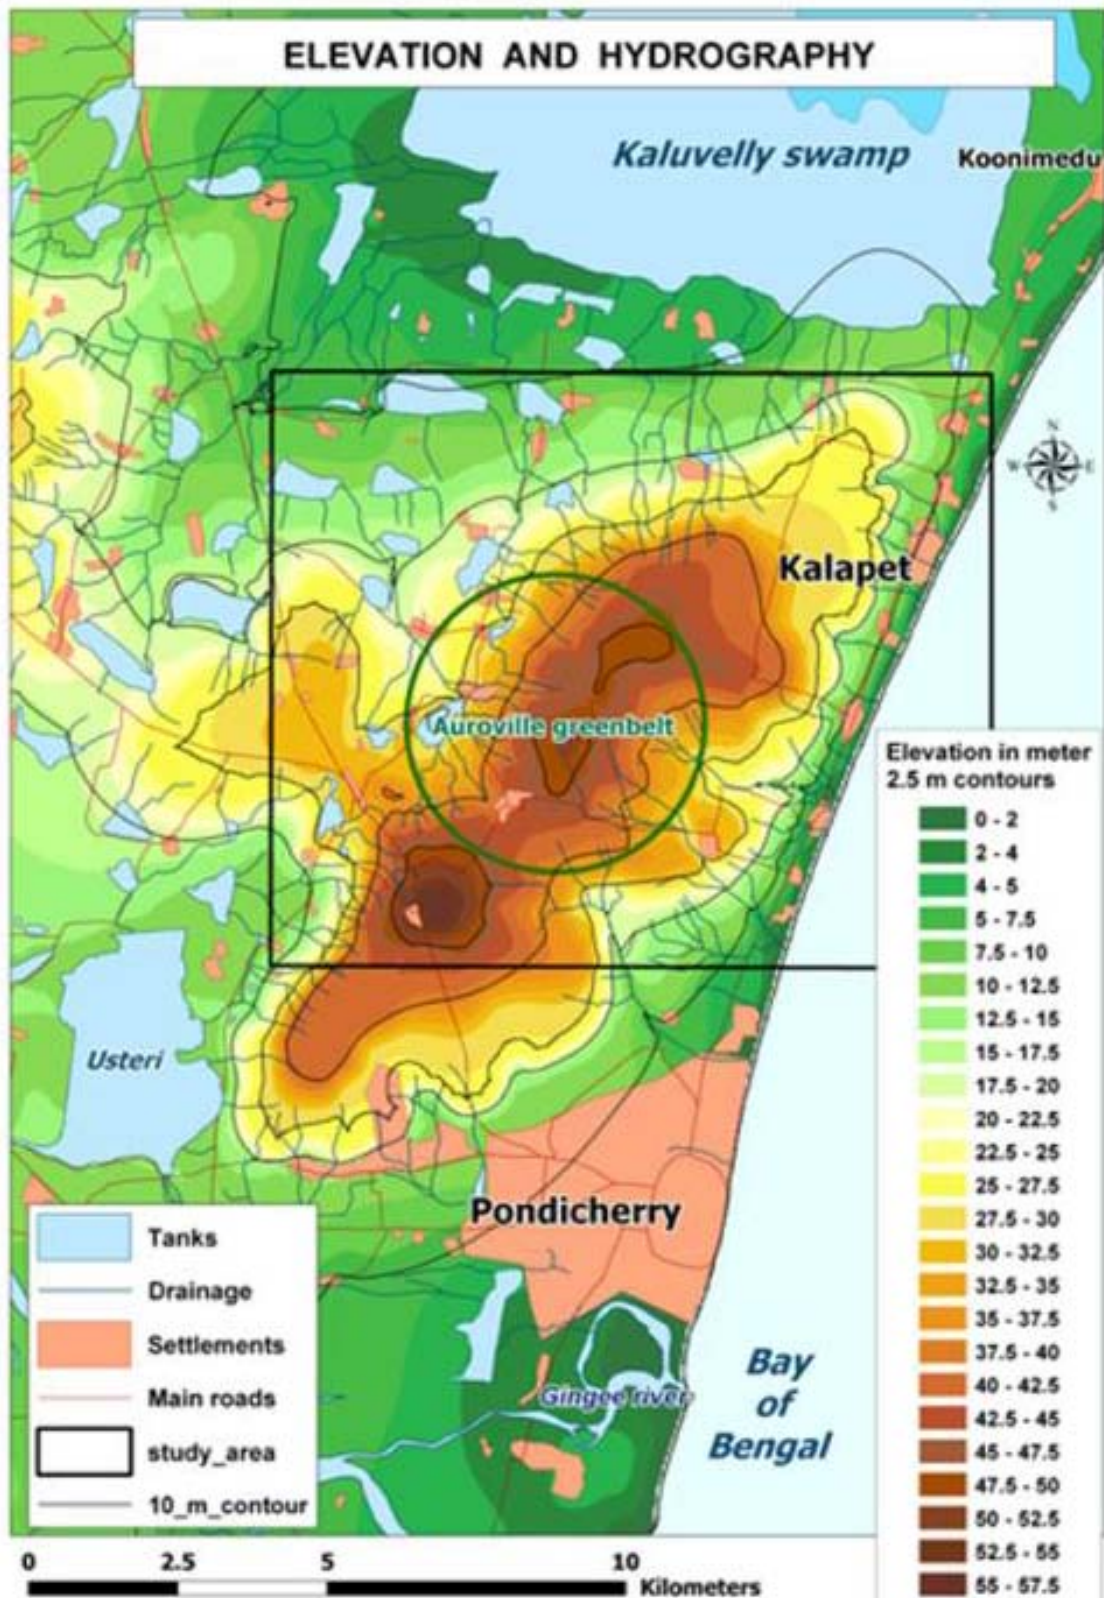 ELEVATION AND HYDROGRAPHY
Kaluvelly swamp
Koonimedu
N
W E
S
Kalapet
Auroville greenbelt
Elevation in meter
2.5 m contours
0 - 2
2 - 4
4 - 5
5 - 7.5
7.5 - 10
10 - 12.5
12.5 - 15
15 - 17.5
17.5 - 20
20 - 22.5
22.5 - 25
25 - 27.5
27.5 - 30
30 - 32.5
32.5 - 35
35 - 37.5
37.5 - 40
40 - 42.5
42.5 - 45
45 - 47.5
47.5 - 50
50 - 52.5
52.5 - 55
55 - 57.5
Usteri
Pondicherry
Gingee river
Bay
of
Bengal
Tanks
Drainage
Settlements
Main roads
study_area
10_m_contour
0 2.5 5 10
Kilometers